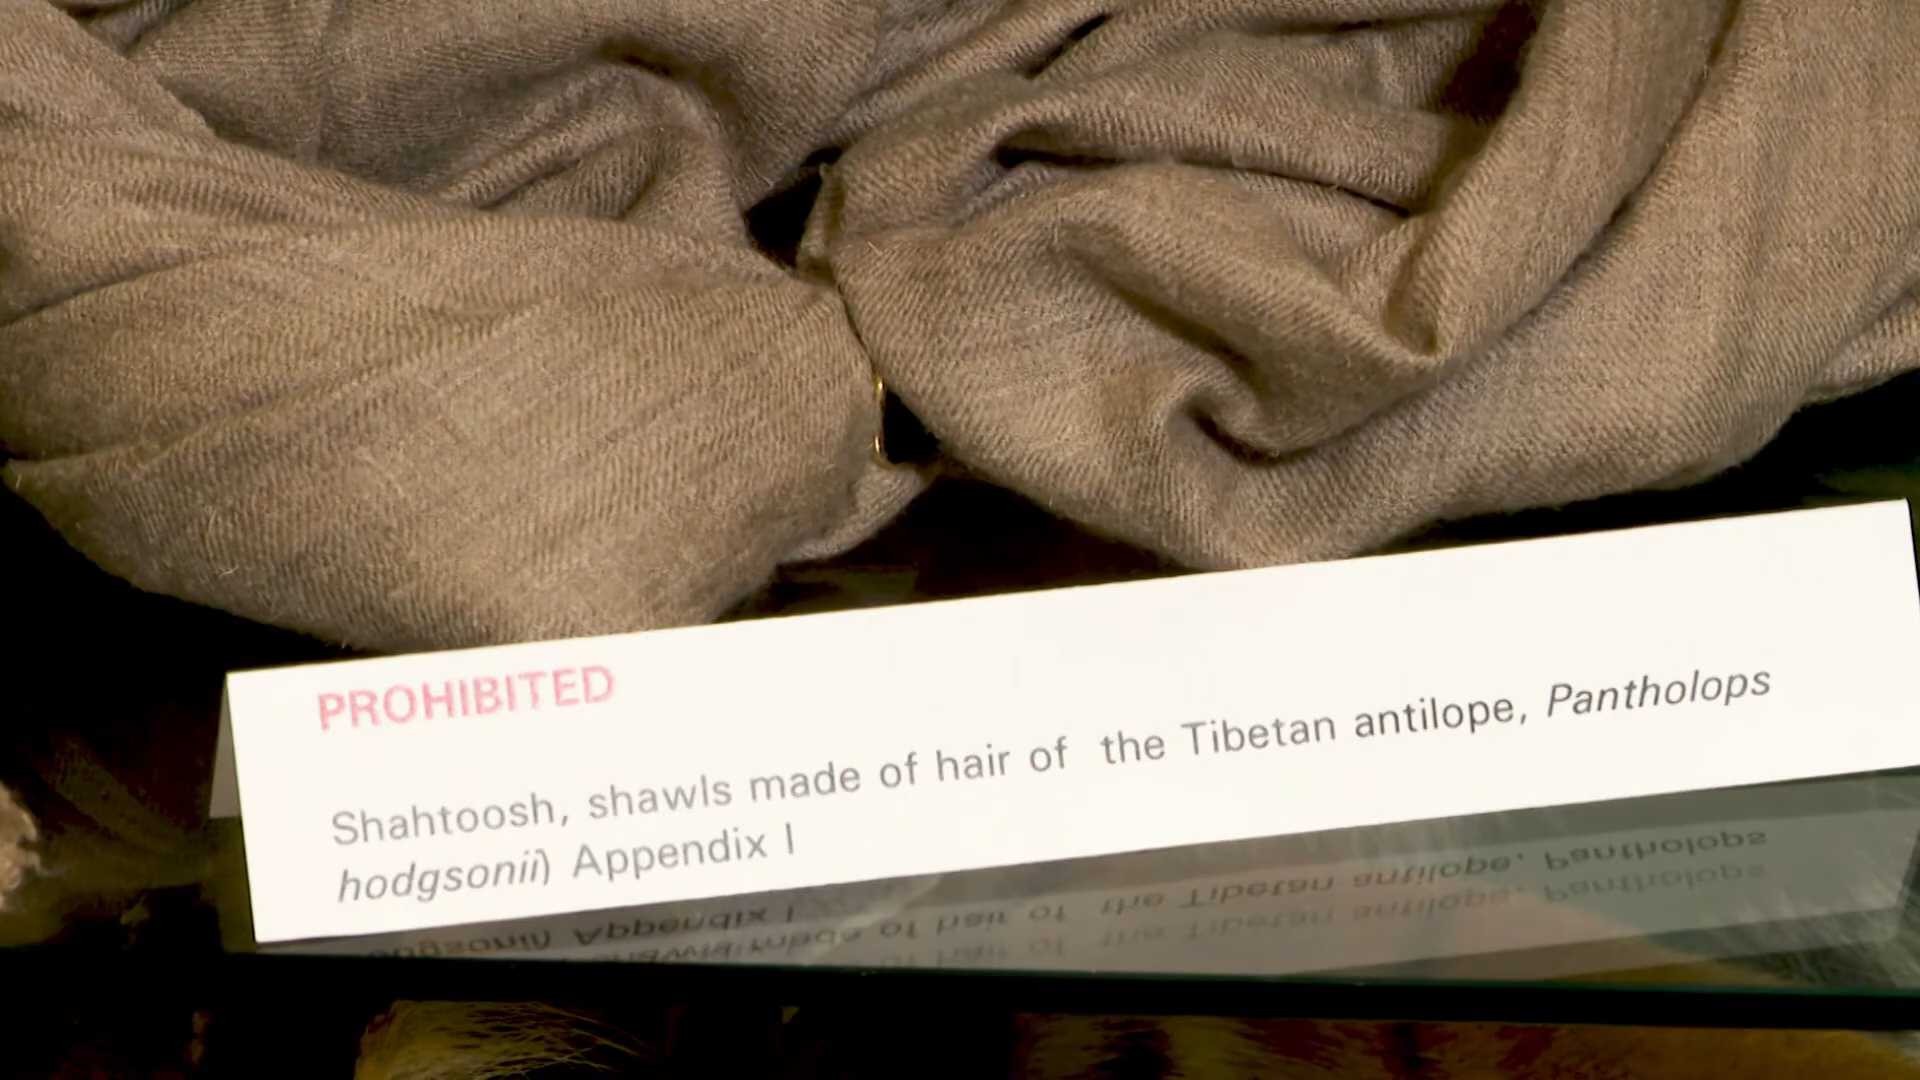 PROHIBITED
Shahtoosh, shawls made of hair of the Tibetan antilope, Pantholops
hodgsonii) Appendix I